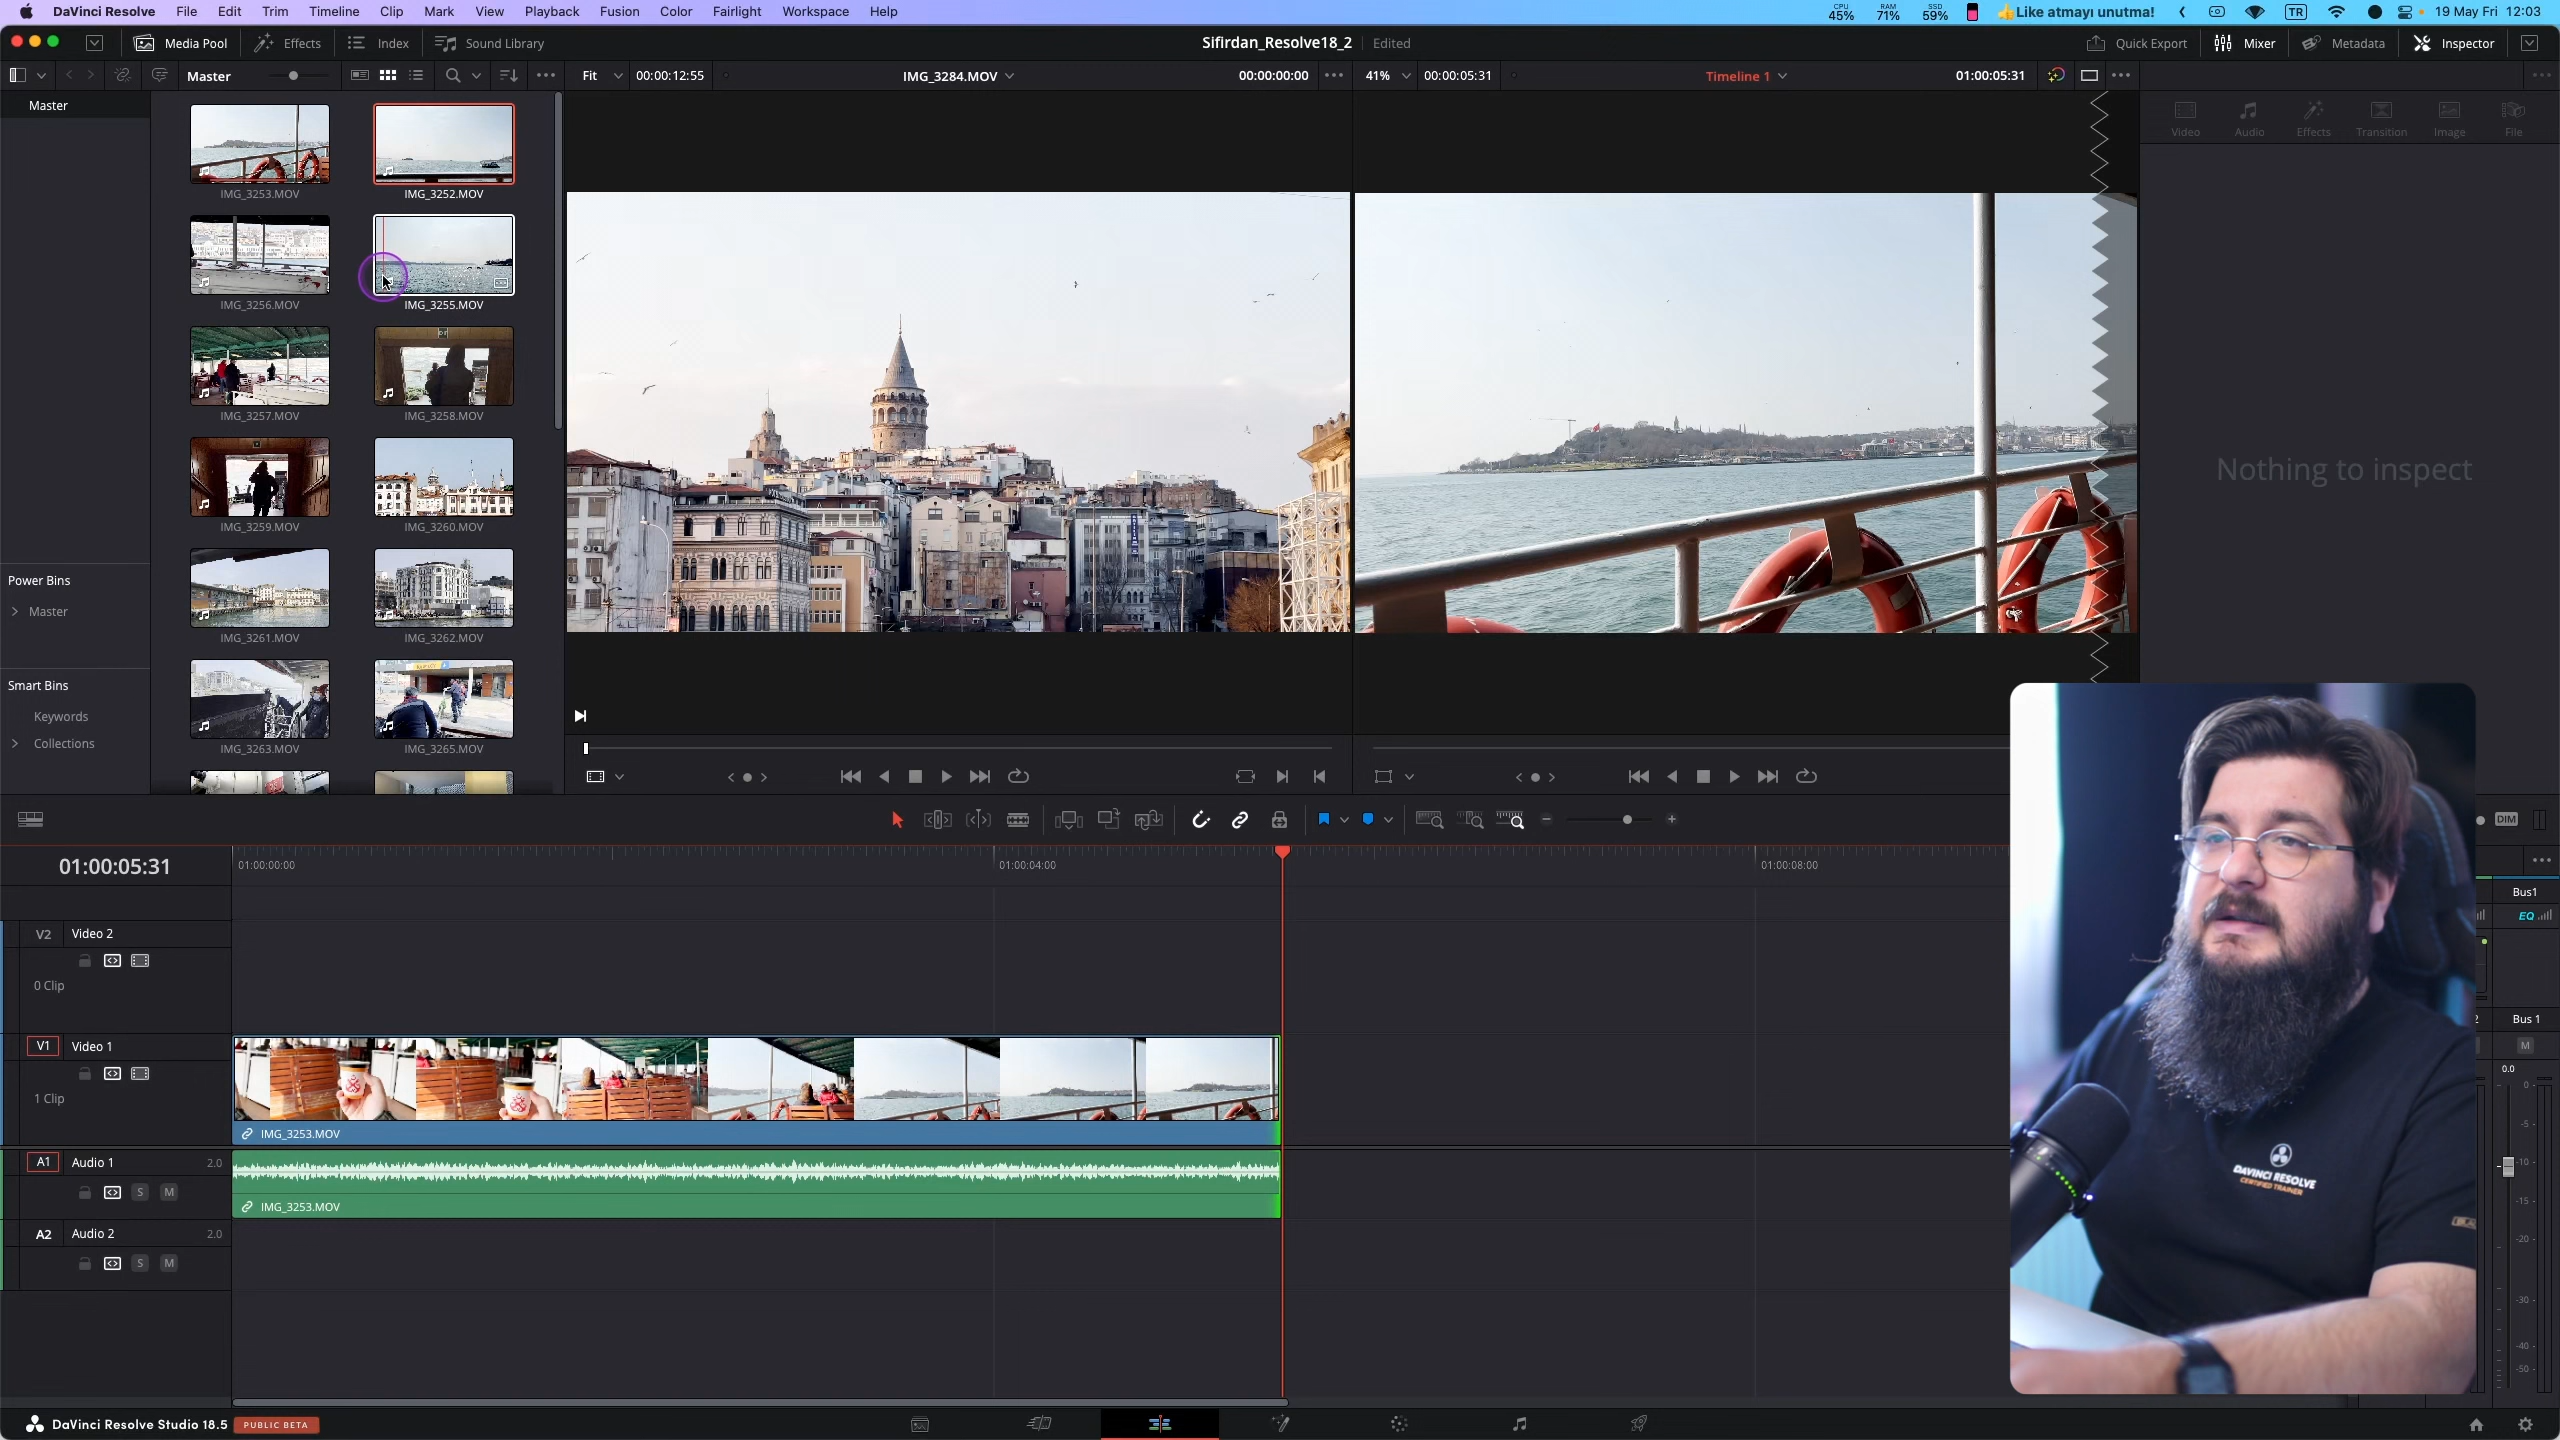 DaVinci Resolve File Edit Trim Timeline Clip Mark View Playback Fusion Color Fairlight Workspace Help
CPU 45% RAM 71% SSD 59% 👍Like atmayı unutma! TR 19 May Fri 12:03
Media Pool Effects Index Sound Library Sifirdan_Resolve18_2 Edited Quick Export Mixer Metadata Inspector
Master Fit 00:00:12:55 IMG_3284.MOV 00:00:00:00 41% 00:00:05:31 Timeline 1 01:00:05:31
Master
Video Audio Effects Transition Image File
IMG_3253.MOV IMG_3252.MOV
IMG_3256.MOV IMG_3255.MOV
IMG_3257.MOV IMG_3258.MOV
Nothing to inspect
IMG_3259.MOV IMG_3260.MOV
Power Bins
Master
IMG_3261.MOV IMG_3262.MOV
Smart Bins
Keywords
Collections
IMG_3263.MOV IMG_3265.MOV
DIM
01:00:05:31 01:00:00:00 01:00:04:00 01:00:08:00
Bus1
EQ
V2 Video 2
0 Clip
Bus 1
V1 Video 1
M
0.0
0
1 Clip
-5
IMG_3253.MOV
A1 Audio 1 2.0
-10
S M
-15
IMG_3253.MOV
A2 Audio 2 2.0
-20
S M
-30
-40
-50
DAVINCI RESOLVE
CERTIFIED TRAINER
DaVinci Resolve Studio 18.5 PUBLIC BETA